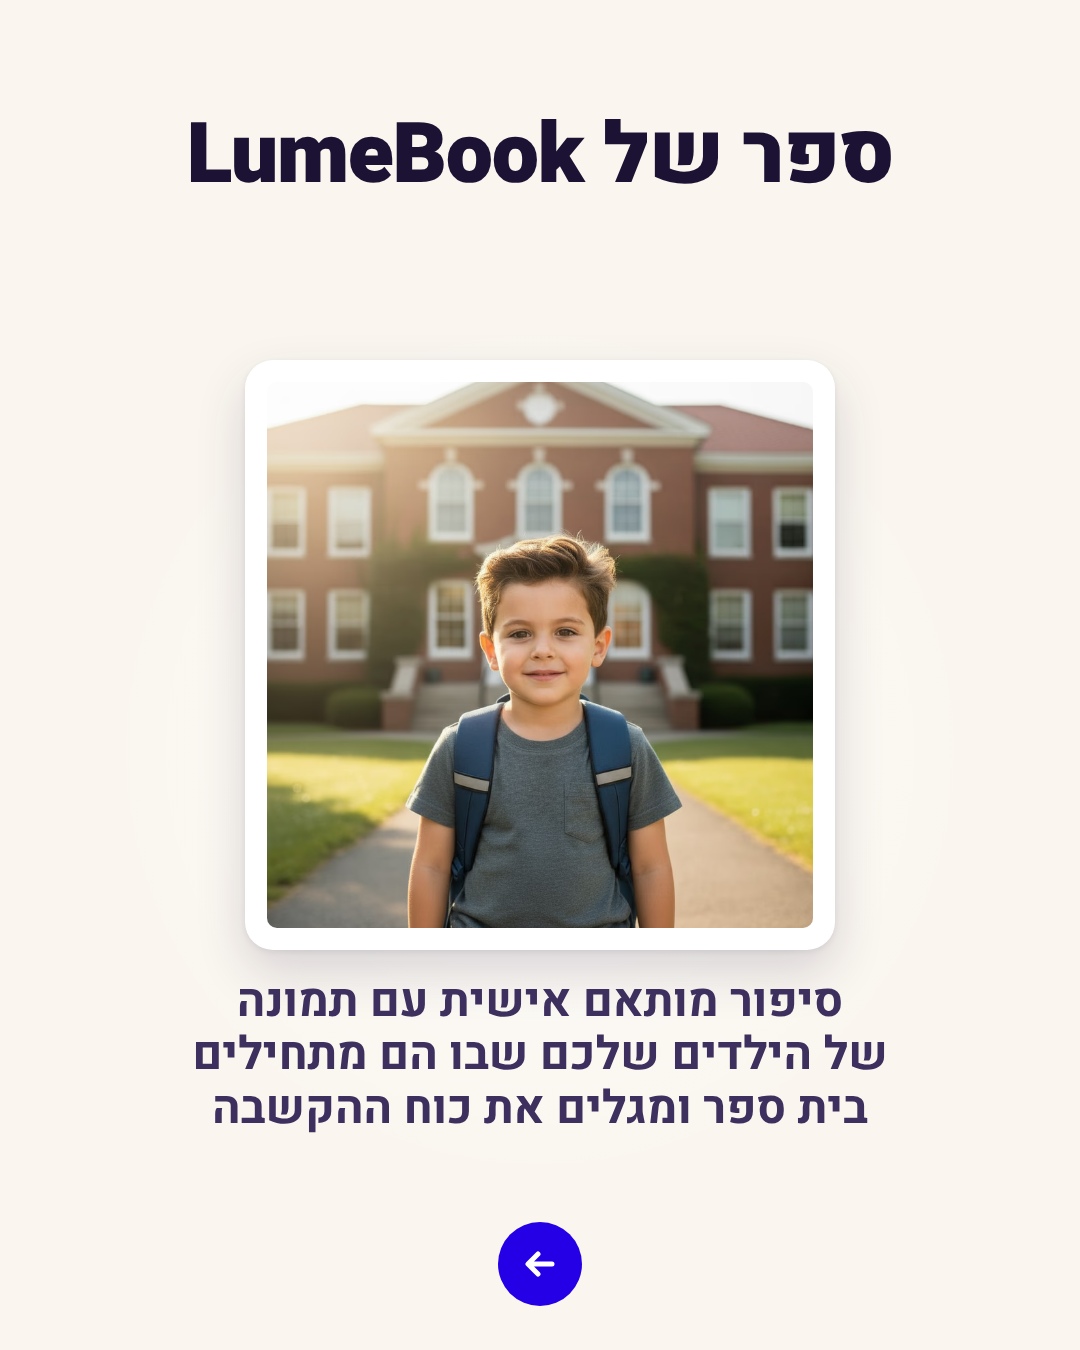 ספר של LumeBook
סיפור מותאם אישית עם תמונה
של הילדים שלכם שבו הם מתחילים
בית ספר ומגלים את כוח ההקשבה